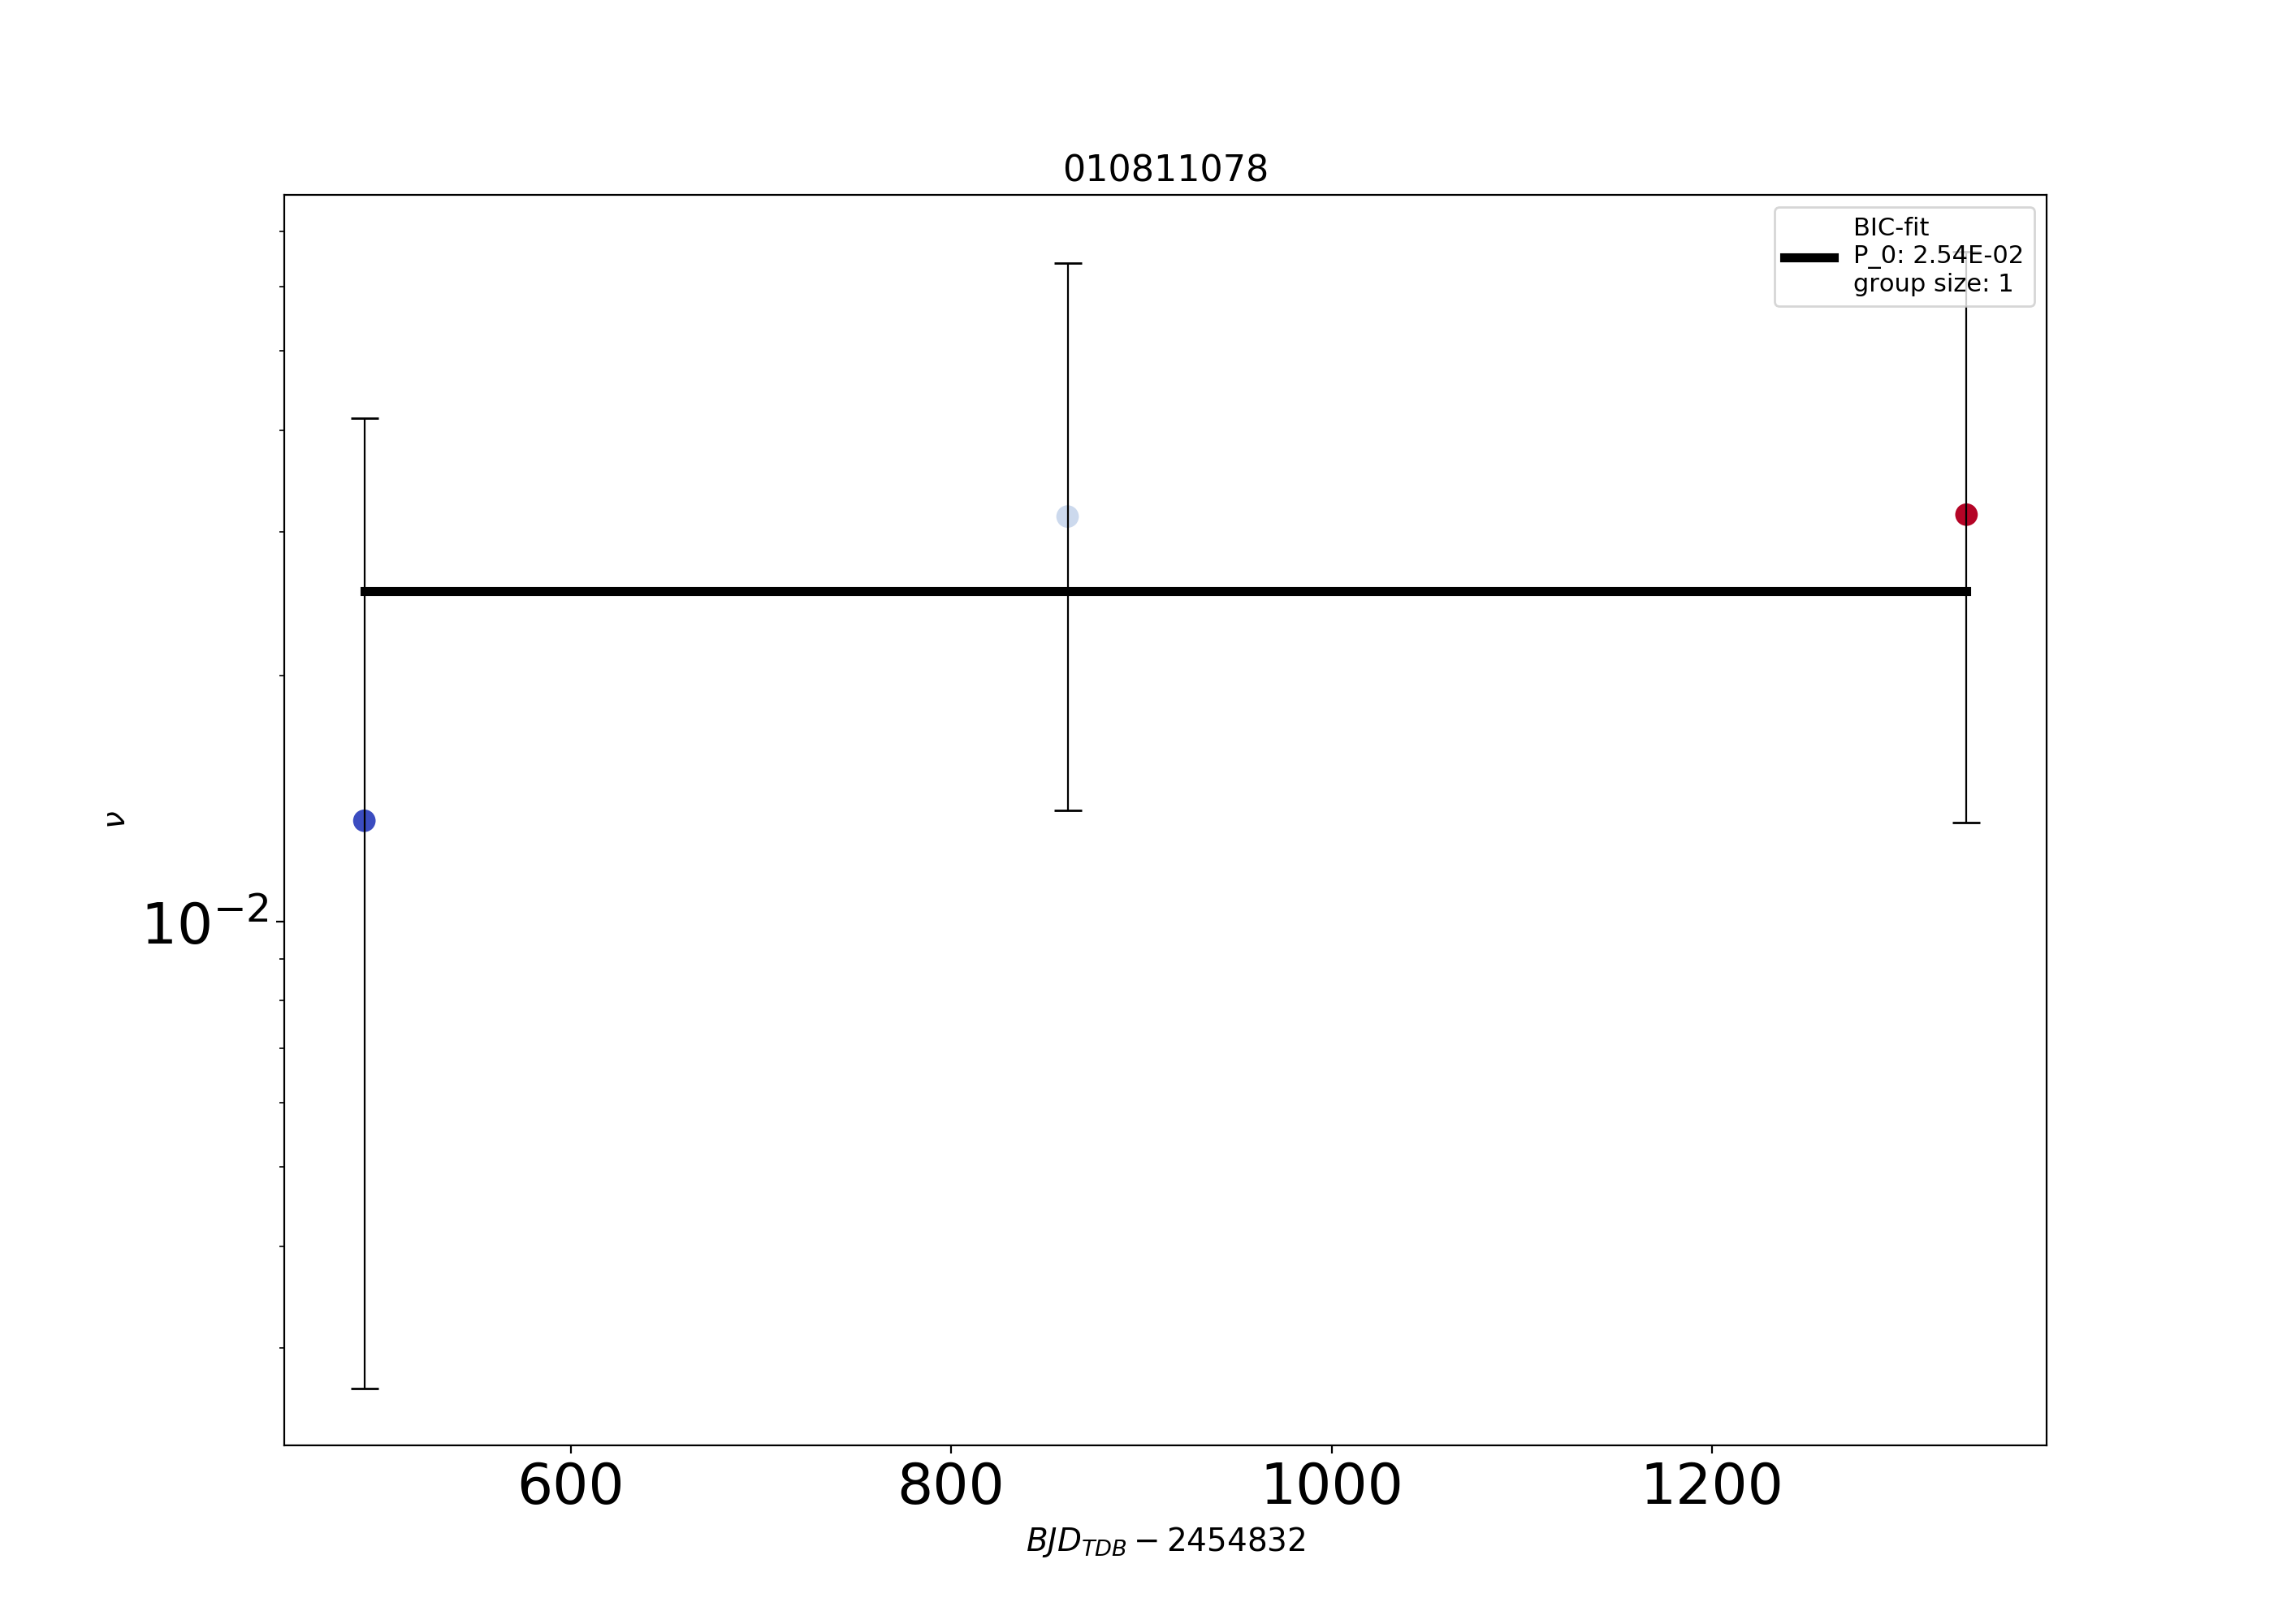 010811078
BIC-fit
P_0: 2.54E-02
group size: 1
ν
10⁻²
600 800 1000 1200
BJD_TDB − 2454832